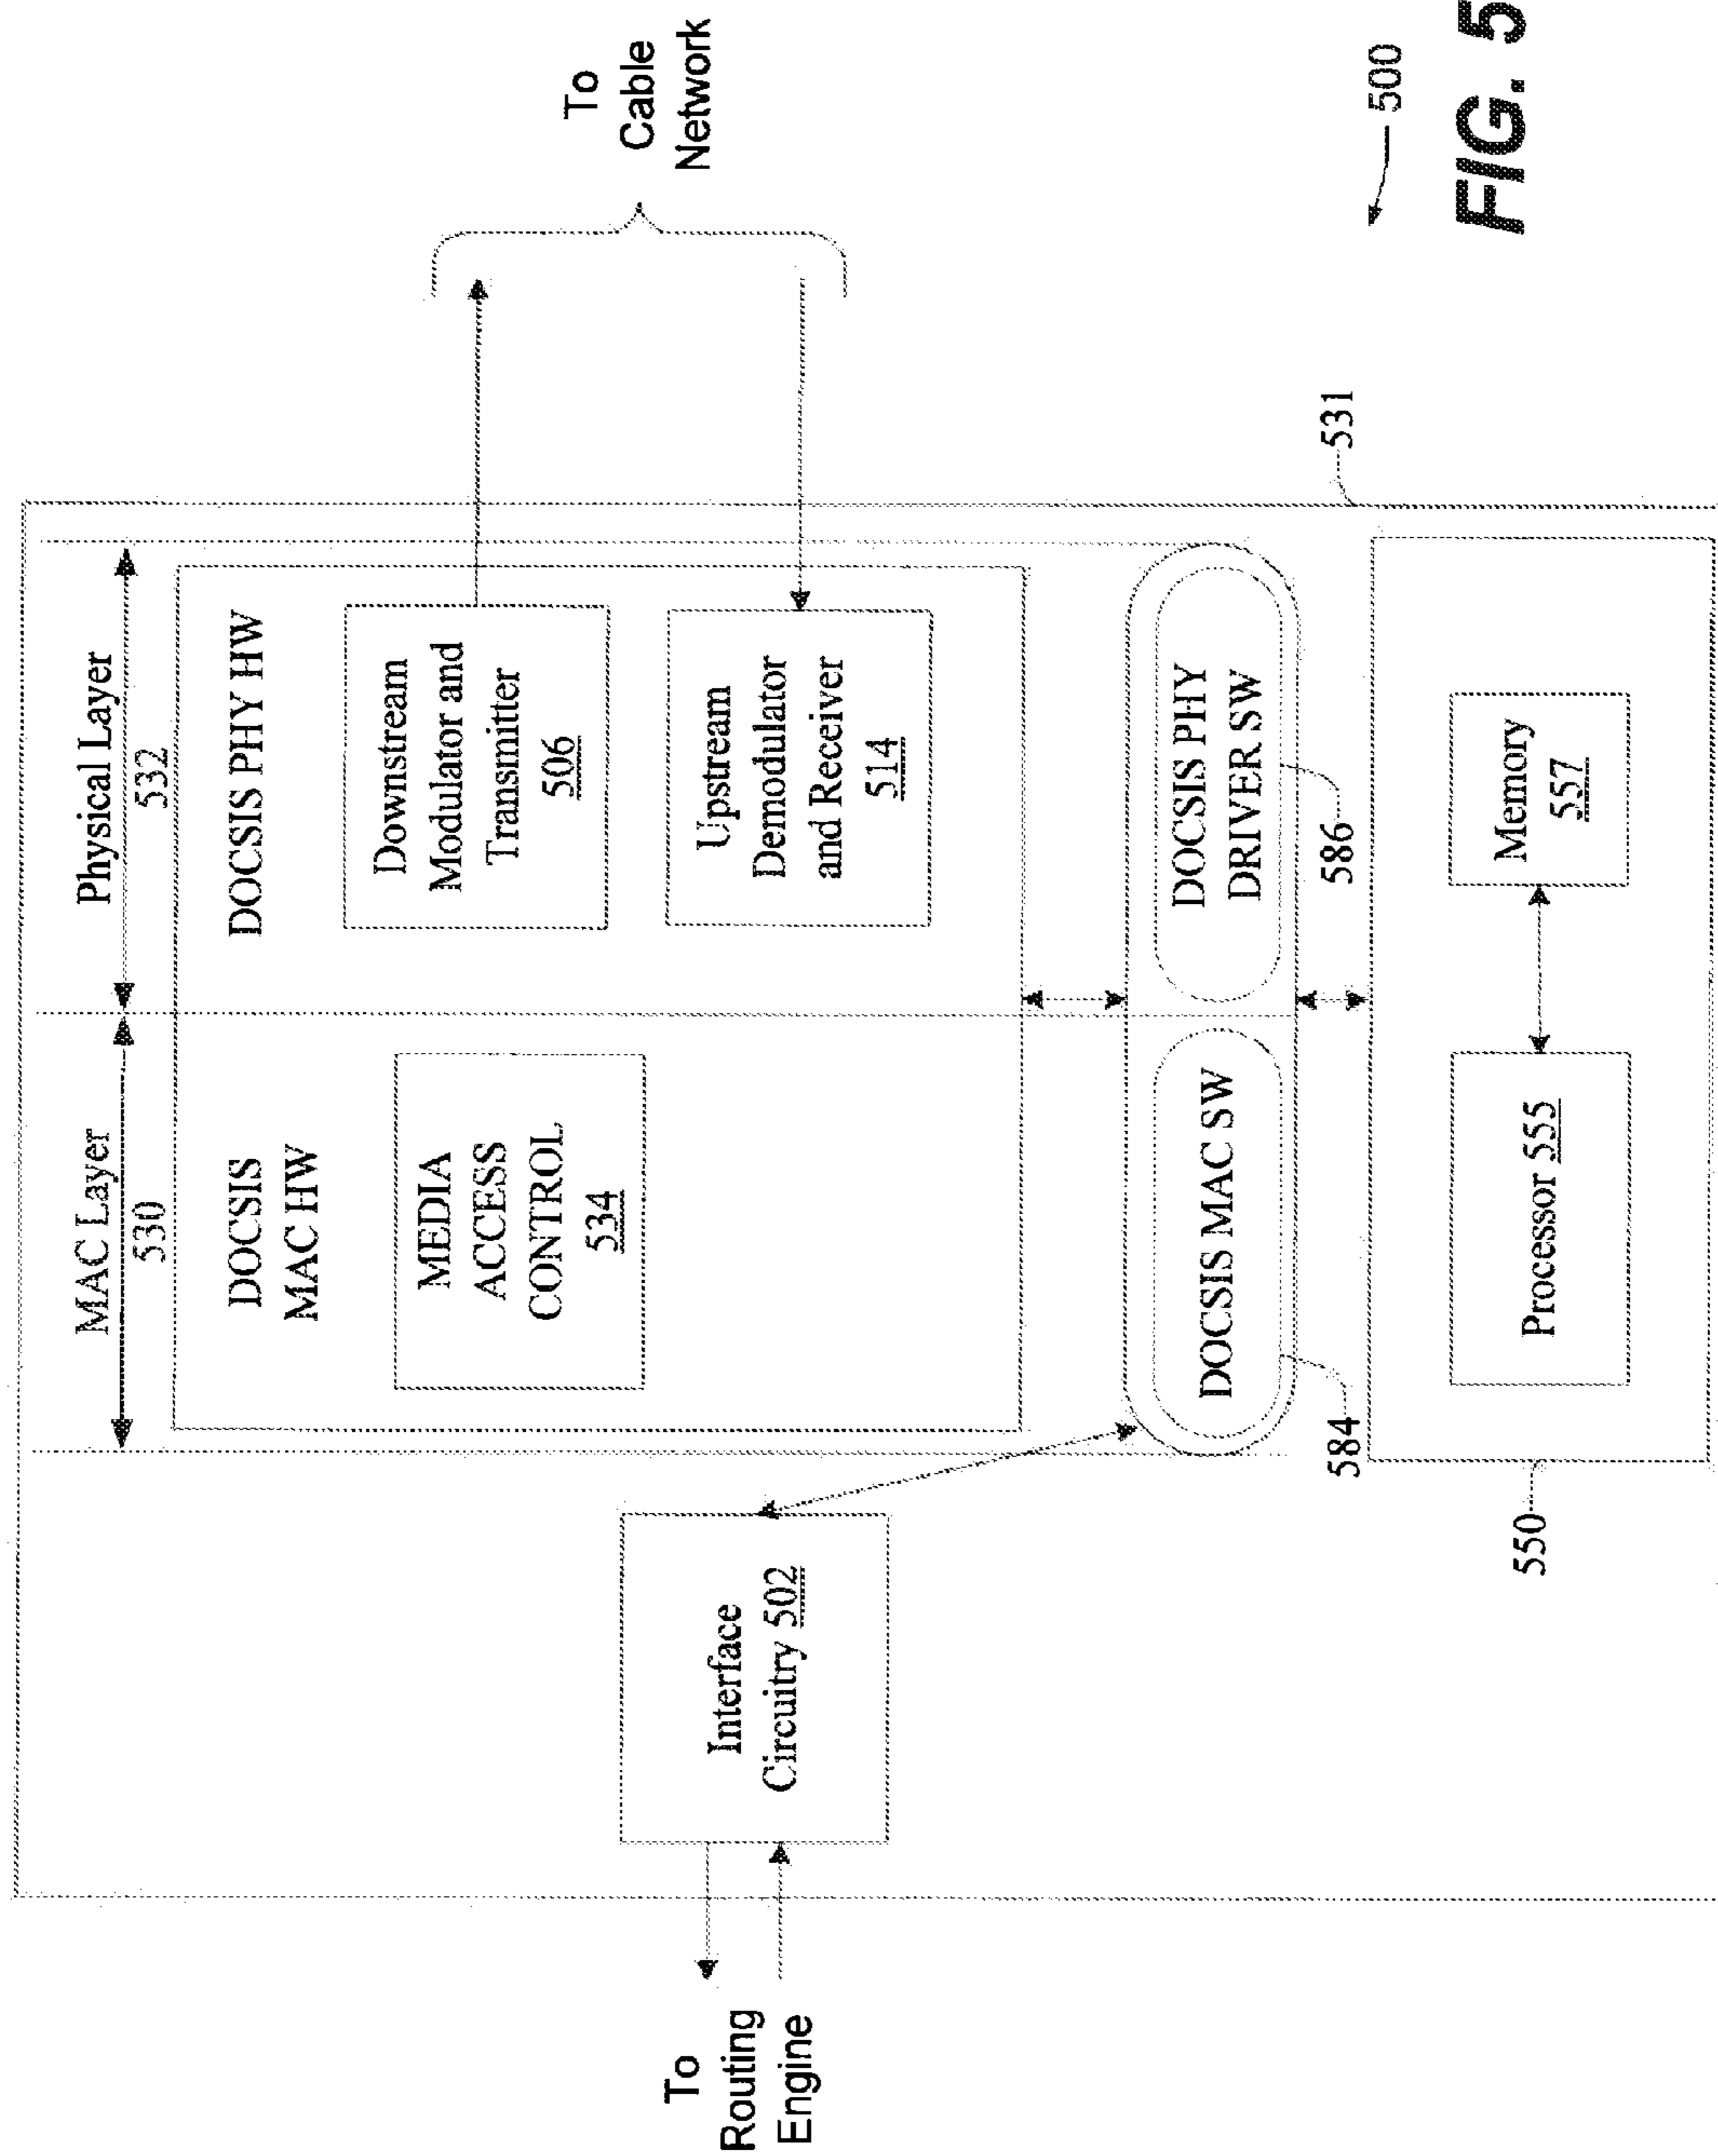 MAC Layer
530
Physical Layer
532
DOCSIS
MAC HW
DOCSIS PHY HW
MEDIA
ACCESS
CONTROL
534
Downstream
Modulator and
Transmitter
506
Upstream
Demodulator
and Receiver
514
To
Cable
Network
Interface
Circuitry 502
To
Routing
Engine
DOCSIS MAC SW
DOCSIS PHY
DRIVER SW
584
586
531
Processor 555
Memory
557
550
500
FIG. 5